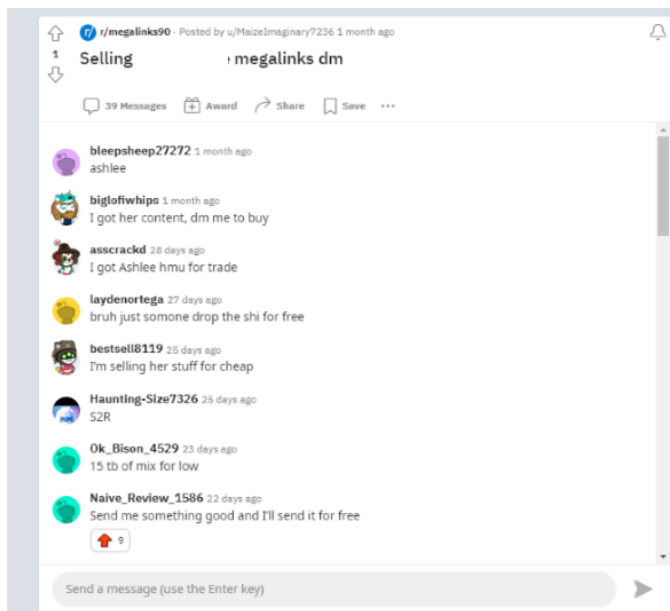 r/megalinks90 · Posted by u/MaizeImaginary7236 1 month ago
1
Selling megalinks dm
39 Messages Award Share Save ...
bleepsheep27272 1 month ago
ashlee
biglofiwhips 1 month ago
I got her content, dm me to buy
asscrackd 28 days ago
I got Ashlee hmu for trade
laydenortega 27 days ago
bruh just somone drop the shi for free
bestsell8119 25 days ago
I'm selling her stuff for cheap
Haunting-Size7326 25 days ago
S2R
Ok_Bison_4529 23 days ago
15 tb of mix for low
Naive_Review_1586 22 days ago
Send me something good and I'll send it for free
9
Send a message (use the Enter key)